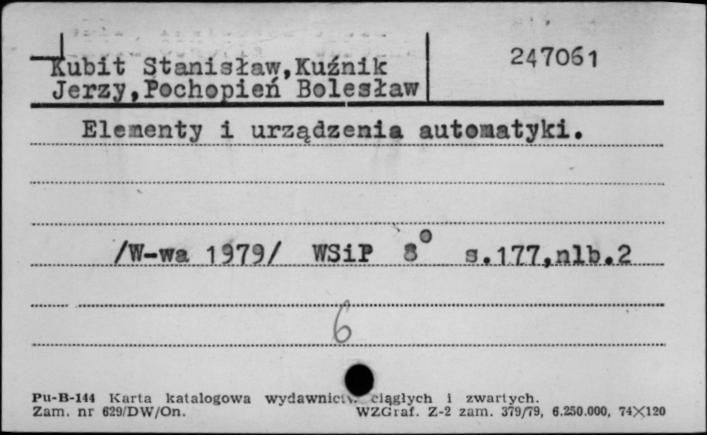 Kubit Stanisław,Kuźnik 247061
Jerzy,Pochopień Bolesław
Elementy i urządzenia automatyki.
/W-wa 1979/ WSiP 8° s.177,nlb.2
6
Pu-B-144 Karta katalogowa ciągłych i zwartych.
Zam. nr 629/DW/On. WZGraf. Z-2 zam. 379/79, 6.250.000, 74X120